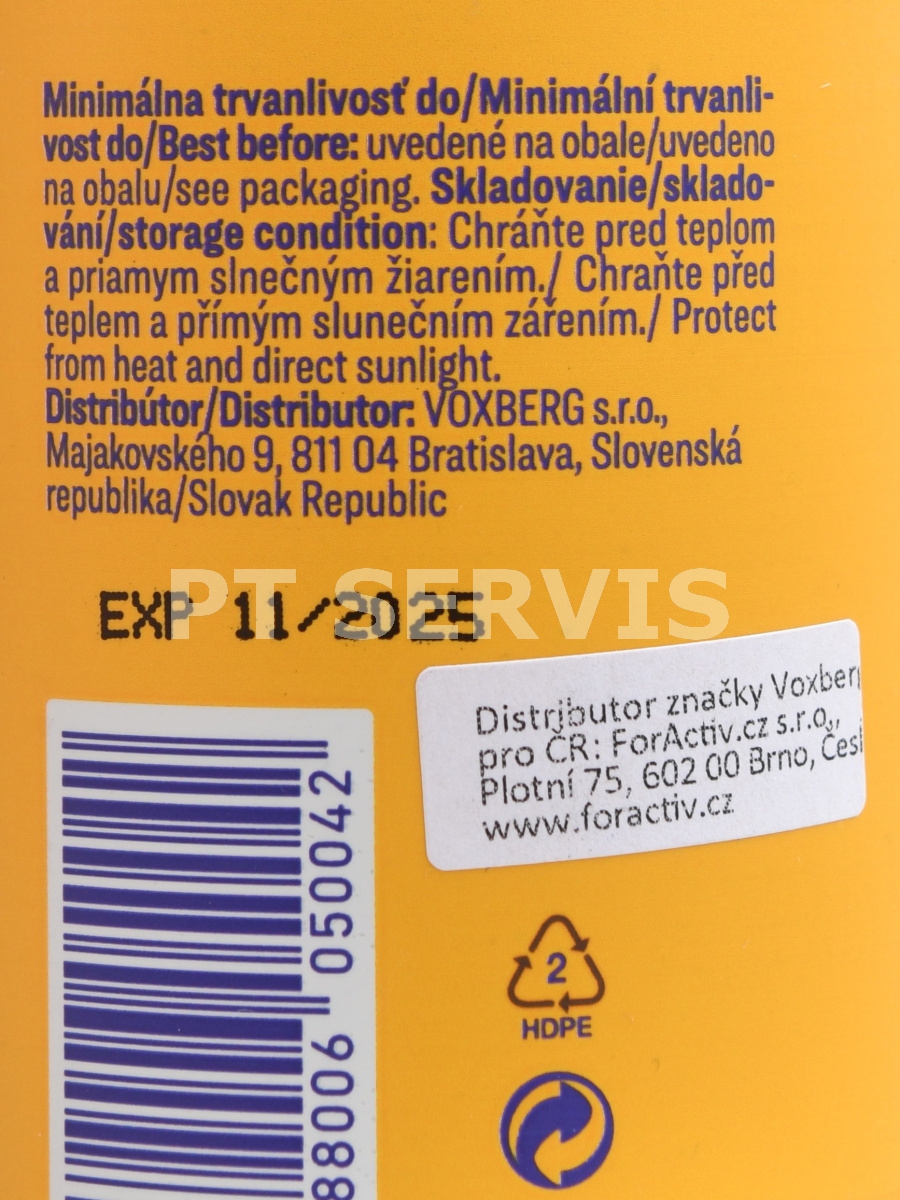 Minimálna trvanlivosť do/Minimální trvanli-
vost do/Best before: uvedené na obale/uvedeno
na obalu/see packaging. Skladovanie/sklado-
vání/storage condition: Chráňte pred teplom
a priamym slnečným žiarením./ Chraňte před
teplem a přímým slunečním zářením./ Protect
from heat and direct sunlight.
Distribútor/Distributor: VOXBERG s.r.o.,
Majakovského 9, 811 04 Bratislava, Slovenská
republika/Slovak Republic
PT SERVIS
EXP 11/2025
Distributor značky Voxber
pro ČR: ForActiv.cz s.r.o.,
Plotní 75, 602 00 Brno, Čes
www.foractiv.cz
88006 050042
2
HDPE